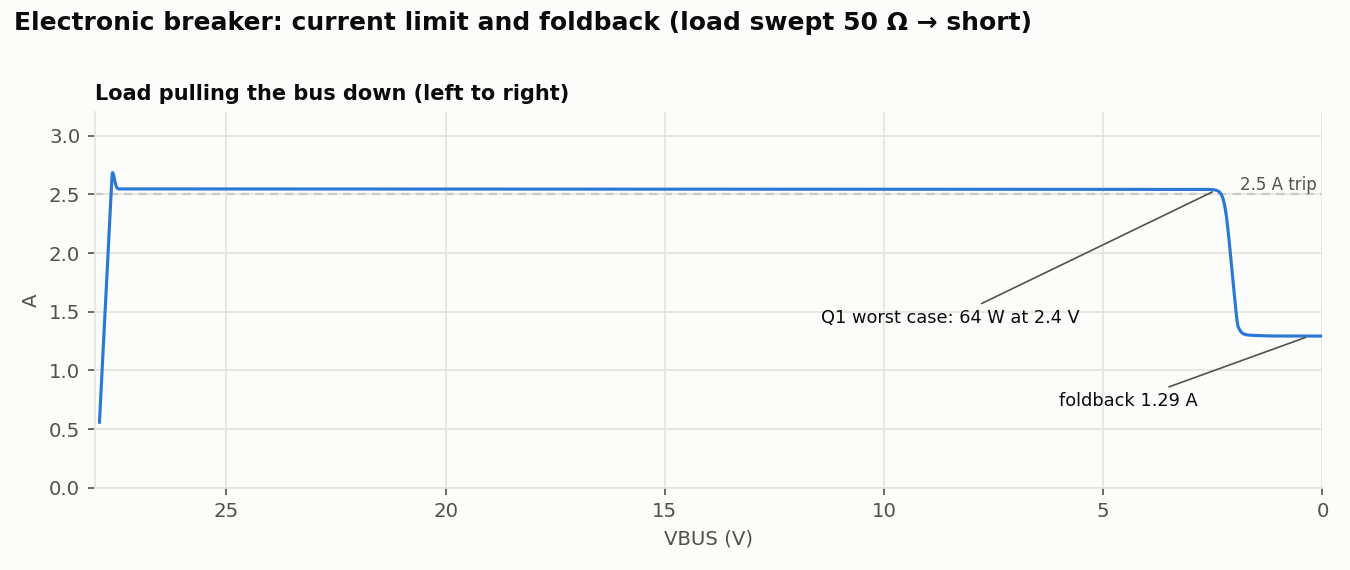 Electronic breaker: current limit and foldback (load swept 50 Ω → short)
Load pulling the bus down (left to right)
3.0
2.5
2.0
1.5
1.0
0.5
0.0
A
2.5 A trip
Q1 worst case: 64 W at 2.4 V
foldback 1.29 A
25
20
15
10
5
0
VBUS (V)